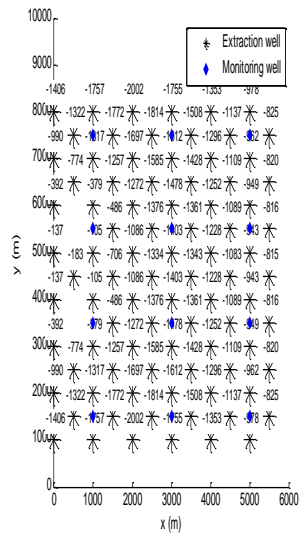 10000
Extraction well
9000
Monitoring well
-1406 -1757 -2002 -1755 -1353 -978
-1322 -1772 -1814 -1508 -1137 -825
-990 -1697 -1296
-774 -1257 -1585 -1428 -1109 -820
-392 -379 -1272 -1478 -1252 -949
-486 -1376 -1361 -1089 -816
-137 -1086 -1228
-183 -706 -1334 -1343 -1083 -815
-137 -105 -1086 -1403 -1228 -943
-486 -1376 -1361 -1089 -816
-392 -1272 -1252
-774 -1257 -1585 -1428 -1109 -820
-990 -1317 -1697 -1612 -1296 -962
-1322 -1772 -1814 -1508 -1137 -825
-1406 -2002 -1353
0
y (m)
0 1000 2000 3000 4000 5000 6000
x (m)